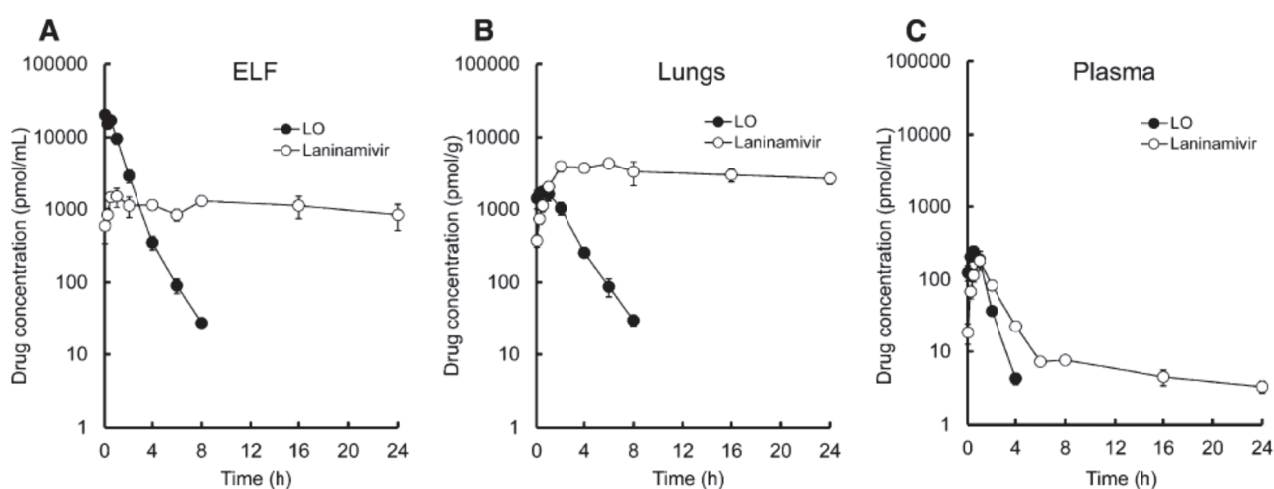 A
ELF
Drug concentration (pmol/mL)
100000
10000
1000
100
10
1
LO
Laninamivir
0 4 8 12 16 20 24
Time (h)
B
Lungs
Drug concentration (pmol/g)
100000
10000
1000
100
10
1
LO
Laninamivir
0 4 8 12 16 20 24
Time (h)
C
Plasma
Drug concentration (pmol/mL)
100000
10000
1000
100
10
1
LO
Laninamivir
0 4 8 12 16 20 24
Time (h)